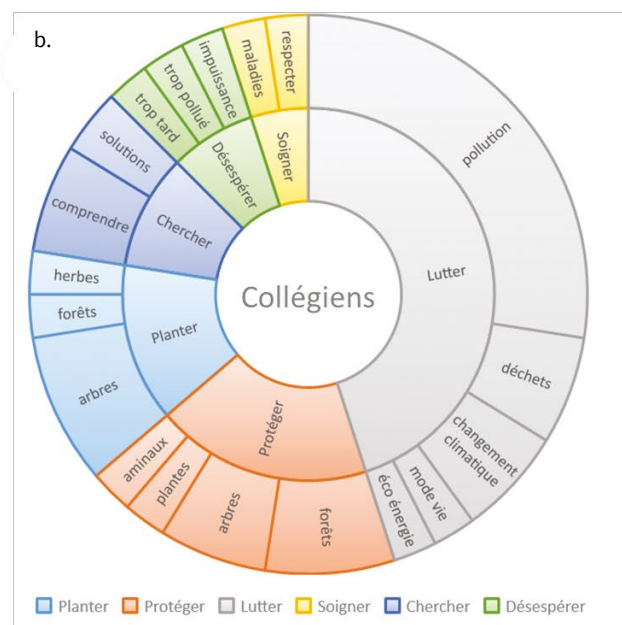 b.
Collégiens
Lutter
pollution
déchets
changement
climatique
mode vie
éco énergie
Protéger
forêts
arbres
plantes
aminaux
Planter
arbres
forêts
herbes
Chercher
comprendre
solutions
Désespérer
trop tard
trop pollué
impuissance
Soigner
maladies
respecter
Planter Protéger Lutter Soigner Chercher Désespérer